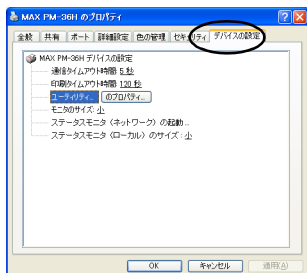 MAX PM-36H のプロパティ
全般 共有 ポート 詳細設定 色の管理 セキュリティ デバイスの設定
MAX PM-36H デバイスの設定
通信タイムアウト時間: 5 秒
印刷タイムアウト時間: 120 秒
ユーティリティ... (のプロパティ...)
モニタのサイズ: 小
ステータスモニタ（ネットワーク）の起動...
ステータスモニタ（ローカル）のサイズ: 小
OK キャンセル 適用(A)